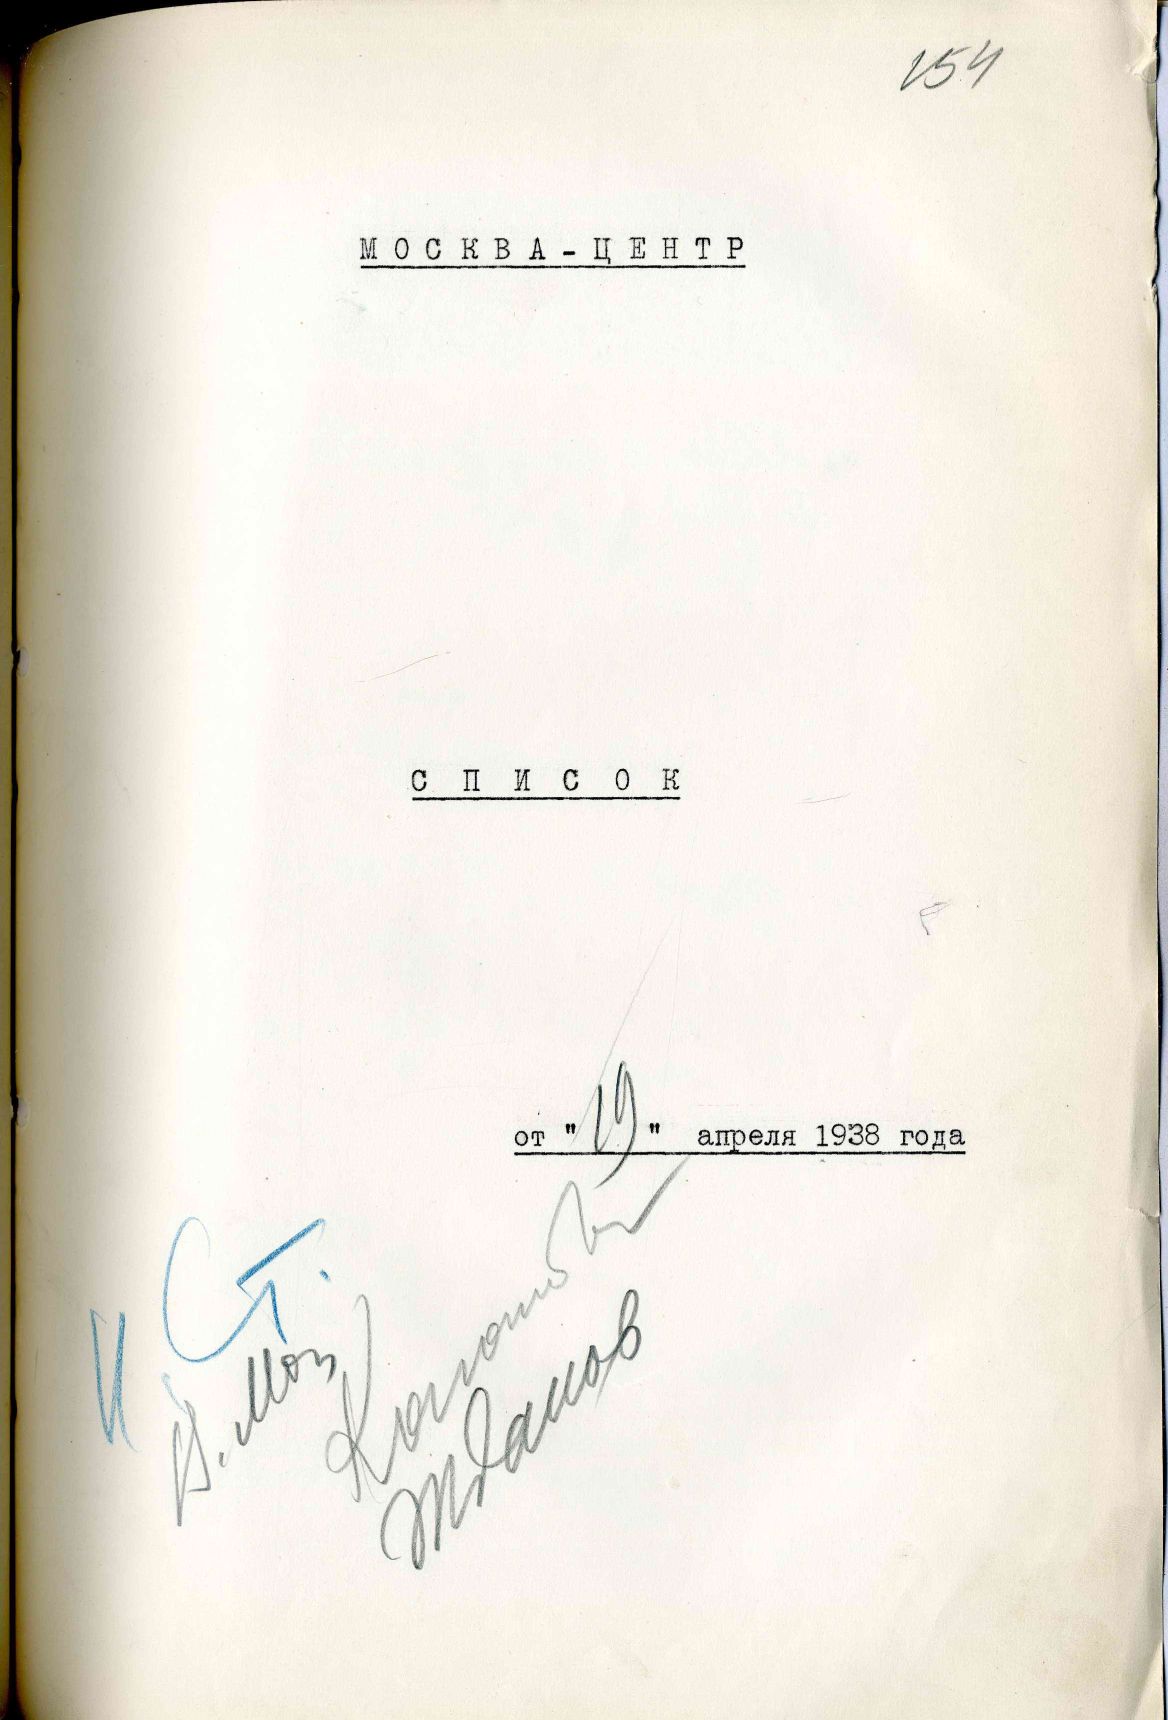 154
МОСКВА-ЦЕНТР
СПИСОК
от "19" апреля 1938 года
И Ст.
В. Мол
Каганович
Жданов